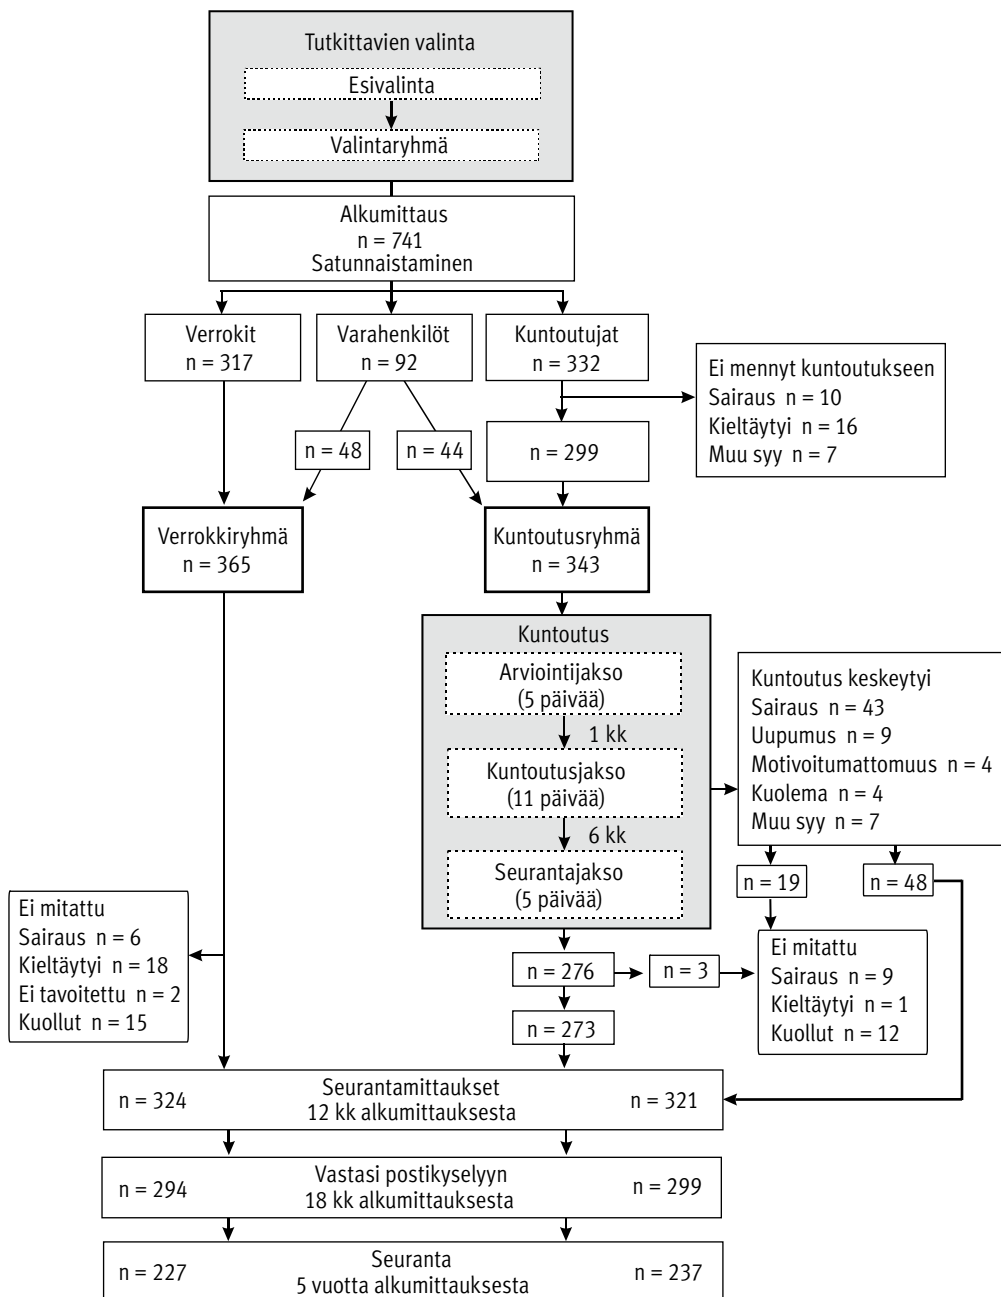 Tutkittavien valinta
Esivalinta
Valintaryhmä
Alkumittaus
n = 741
Satunnaistaminen
Verrokit
n = 317
Varahenkilöt
n = 92
Kuntoutujat
n = 332
Ei mennyt kuntoutukseen
Sairaus n = 10
Kieltäytyi n = 16
Muu syy n = 7
n = 48
n = 44
n = 299
Verrokkiryhmä
n = 365
Kuntoutusryhmä
n = 343
Kuntoutus
Arviointijakso
(5 päivää)
1 kk
Kuntoutusjakso
(11 päivää)
6 kk
Seurantajakso
(5 päivää)
Kuntoutus keskeytyi
Sairaus n = 43
Uupumus n = 9
Motivoitumattomuus n = 4
Kuolema n = 4
Muu syy n = 7
n = 19
n = 48
Ei mitattu
Sairaus n = 6
Kieltäytyi n = 18
Ei tavoitettu n = 2
Kuollut n = 15
n = 276
n = 3
Ei mitattu
Sairaus n = 9
Kieltäytyi n = 1
Kuollut n = 12
n = 273
n = 324
Seurantamittaukset
12 kk alkumittauksesta
n = 321
n = 294
Vastasi postikyselyyn
18 kk alkumittauksesta
n = 299
n = 227
Seuranta
5 vuotta alkumittauksesta
n = 237